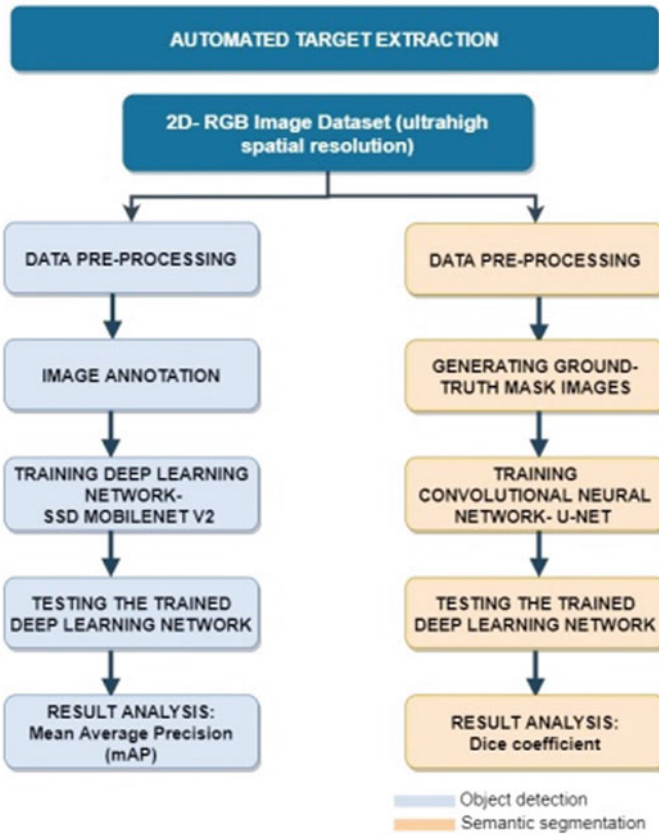 AUTOMATED TARGET EXTRACTION
2D- RGB Image Dataset (ultrahigh
spatial resolution)
DATA PRE-PROCESSING
IMAGE ANNOTATION
TRAINING DEEP LEARNING
NETWORK-
SSD MOBILENET V2
TESTING THE TRAINED
DEEP LEARNING NETWORK
RESULT ANALYSIS:
Mean Average Precision
(mAP)
DATA PRE-PROCESSING
GENERATING GROUND-
TRUTH MASK IMAGES
TRAINING
CONVOLUTIONAL NEURAL
NETWORK- U-NET
TESTING THE TRAINED
DEEP LEARNING NETWORK
RESULT ANALYSIS:
Dice coefficient
Object detection
Semantic segmentation